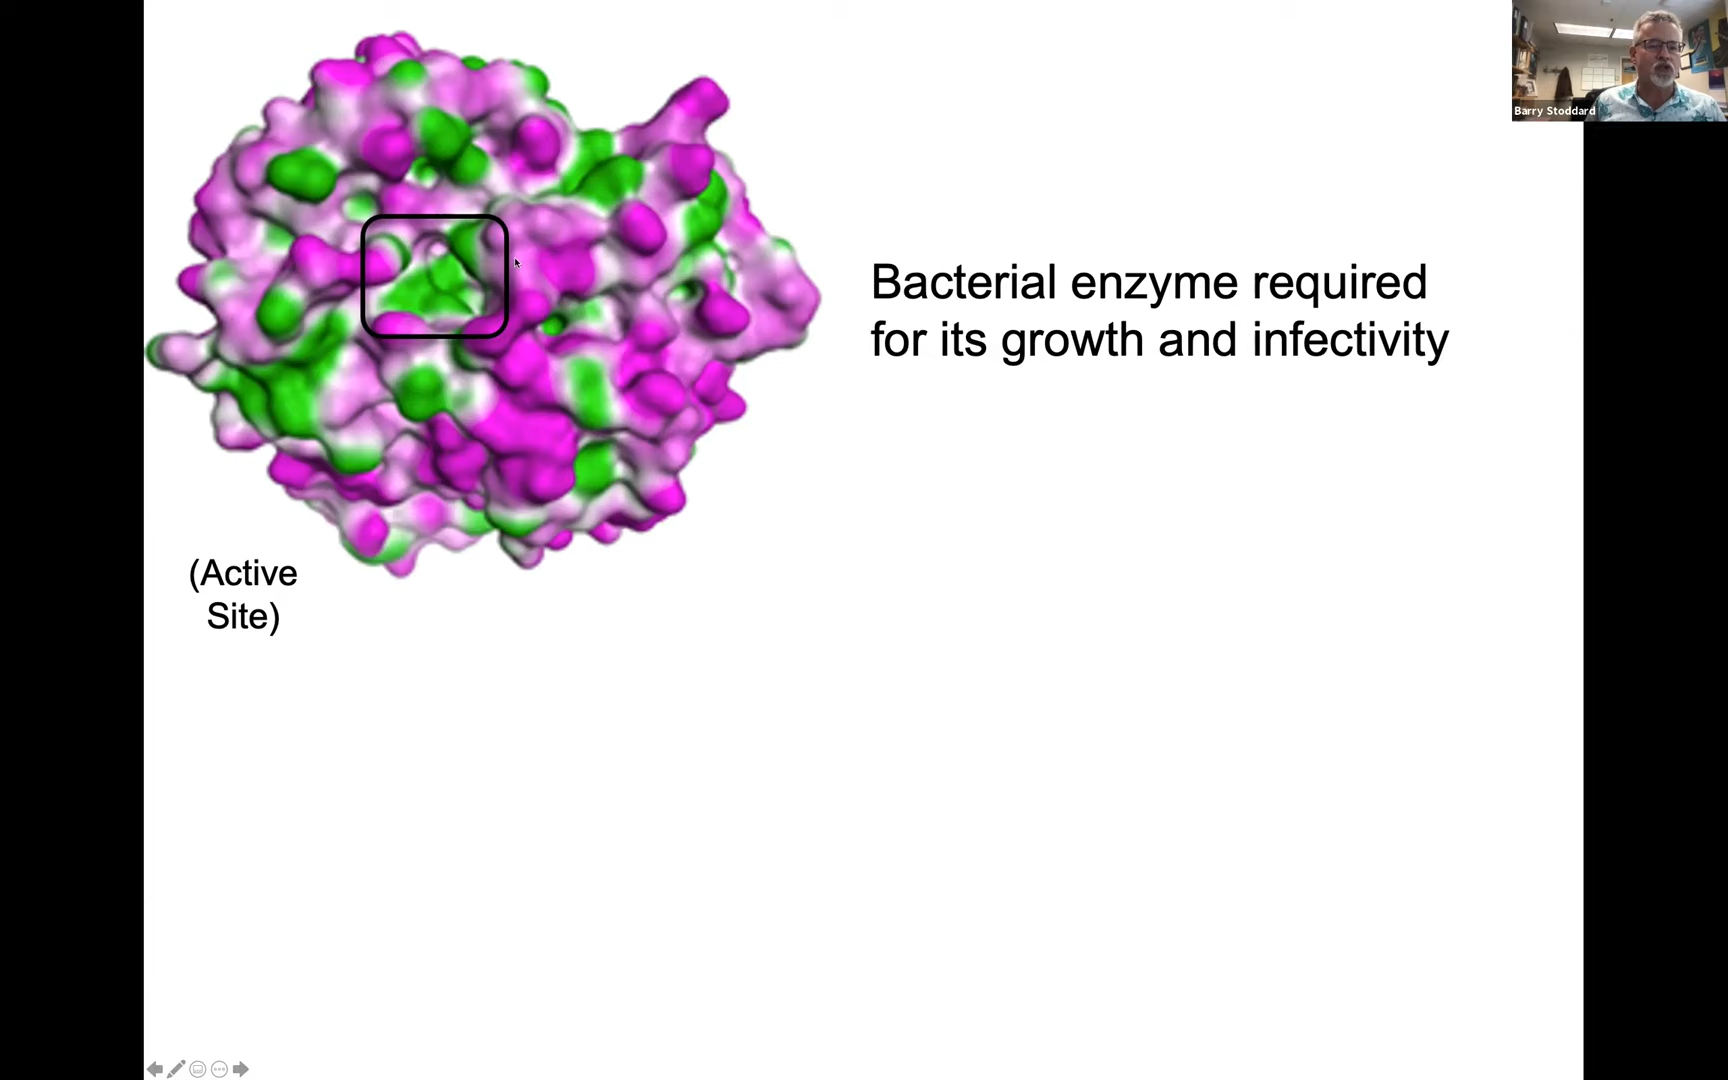 Barry Stoddard
Bacterial enzyme required
for its growth and infectivity
(Active
Site)